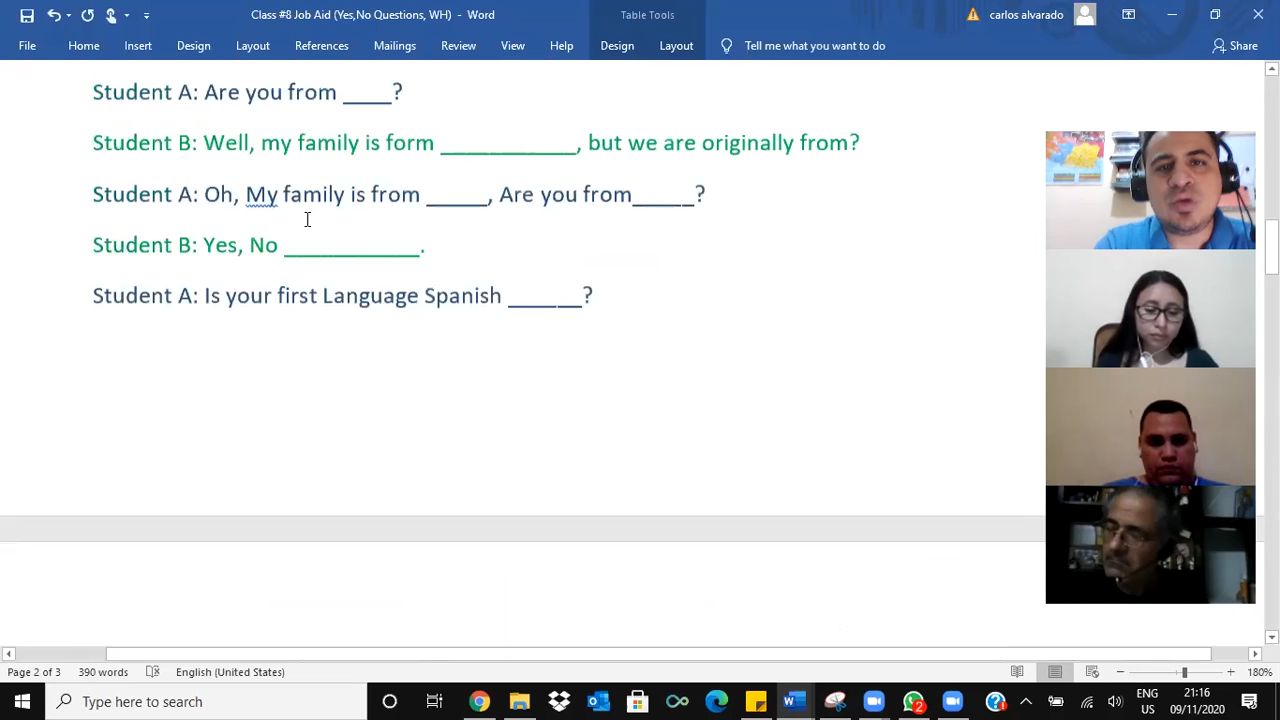 Class #8 Job Aid (Yes,No Questions, WH) - Word
Table Tools
carlos alvarado
File Home Insert Design Layout References Mailings Review View Help Design Layout Tell me what you want to do Share
Student A: Are you from ____?
Student B: Well, my family is form ___________, but we are originally from?
Student A: Oh, My family is from _____, Are you from_____?
Student B: Yes, No ___________.
Student A: Is your first Language Spanish ______?
Page 2 of 3 390 words English (United States) 180%
Type here to search
2
ENG
US
21:16
09/11/2020